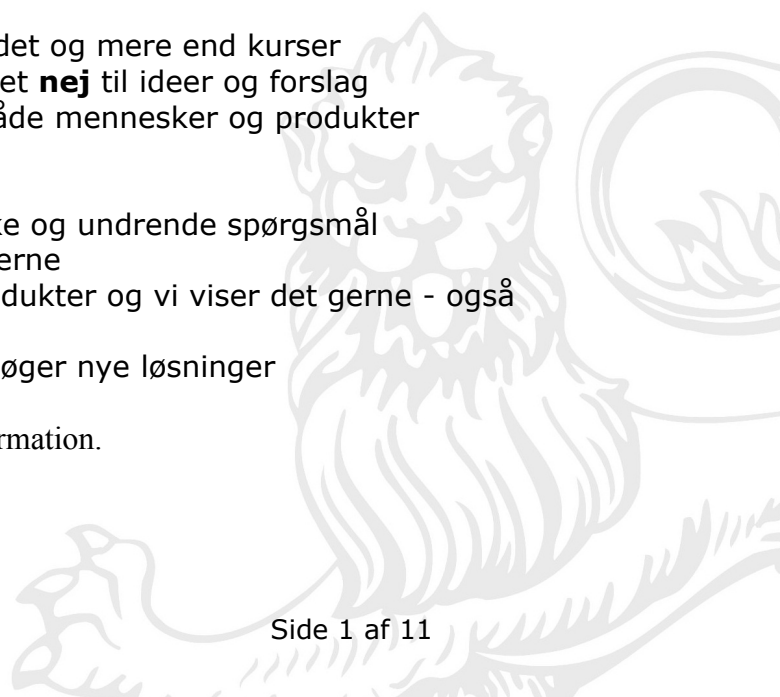 det og mere end kurser
et nej til ideer og forslag
åde mennesker og produkter
ke og undrende spørgsmål
erne
dukter og vi viser det gerne - også
øger nye løsninger
rmation.
Side 1 af 11